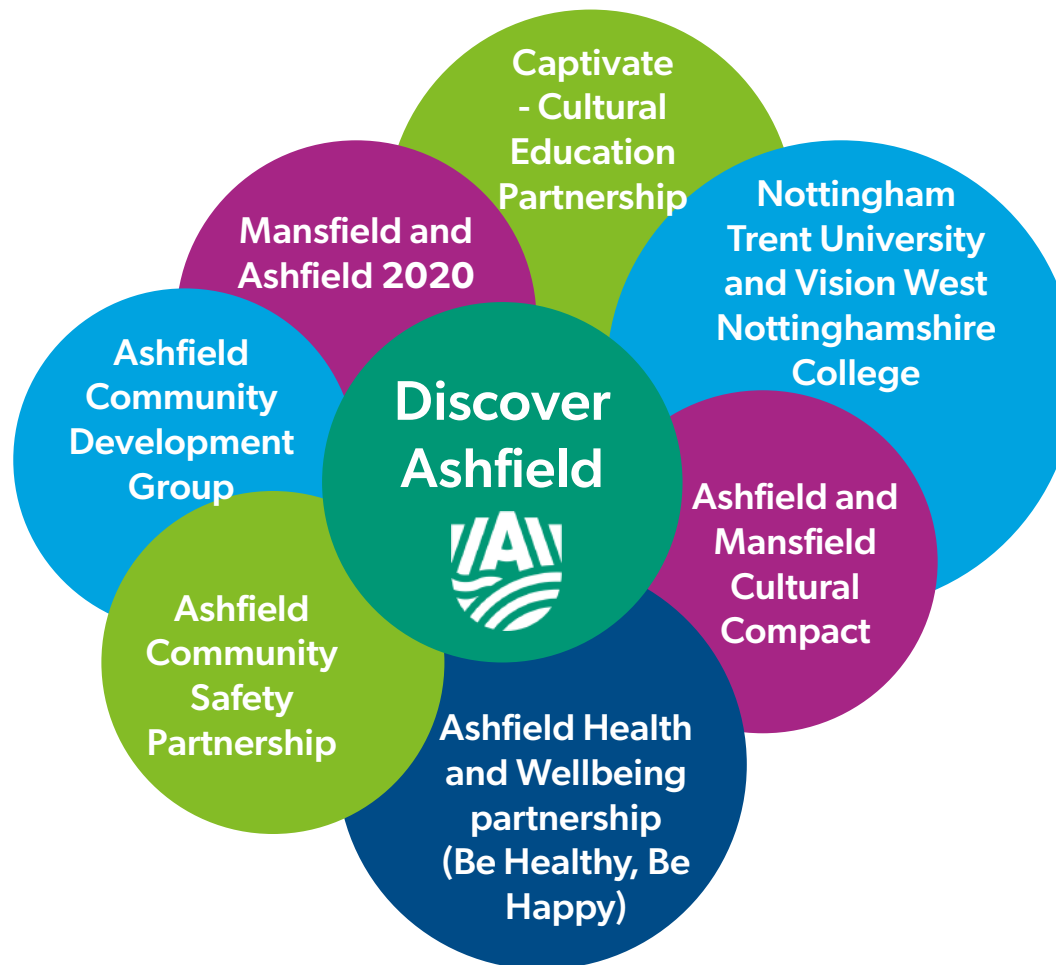 Captivate
- Cultural
Education
Partnership
Nottingham
Trent University
and Vision West
Nottinghamshire
College
Mansfield and
Ashfield 2020
Ashfield
Community
Development
Group
Discover
Ashfield
A
Ashfield and
Mansfield
Cultural
Compact
Ashfield
Community
Safety
Partnership
Ashfield Health
and Wellbeing
partnership
(Be Healthy, Be
Happy)